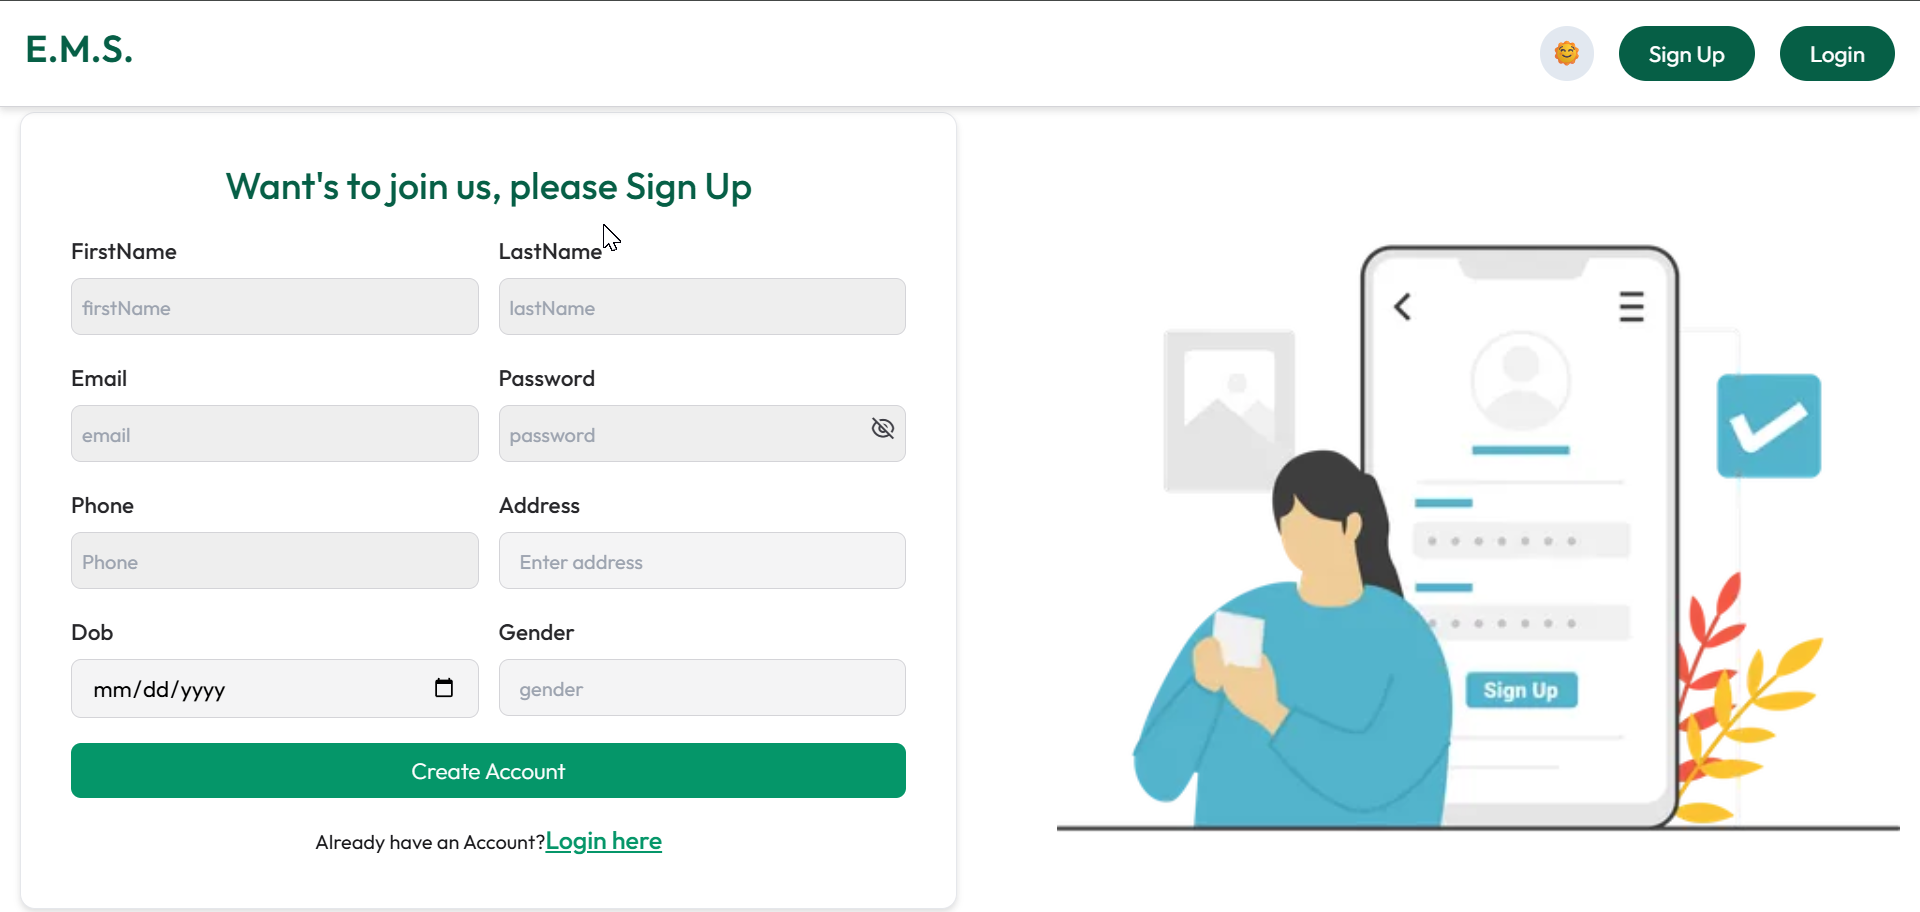 E.M.S.
Sign Up
Login
Want's to join us, please Sign Up
FirstName
LastName
firstName
lastName
Email
Password
email
password
Phone
Address
Phone
Enter address
Dob
Gender
mm/dd/yyyy
gender
Create Account
Already have an Account?Login here
Sign Up